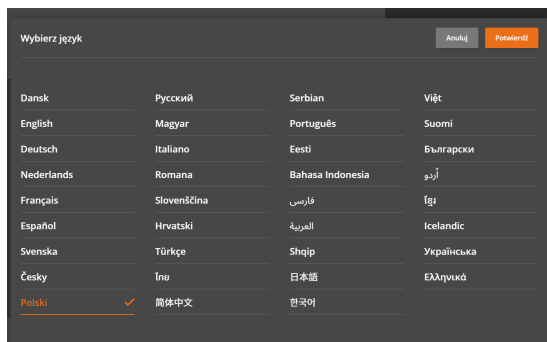 Wybierz język
Anuluj
Potwierdź
Dansk
Русский
Serbian
Việt
English
Magyar
Português
Suomi
Deutsch
Italiano
Eesti
Български
Nederlands
Romana
Bahasa Indonesia
اُردو
Français
Slovenščina
فارسی
ខ្មែរ
Español
Hrvatski
العربية
Icelandic
Svenska
Türkçe
Shqip
Українська
Česky
ไทย
日本語
Ελληνικά
Polski
简体中文
한국어